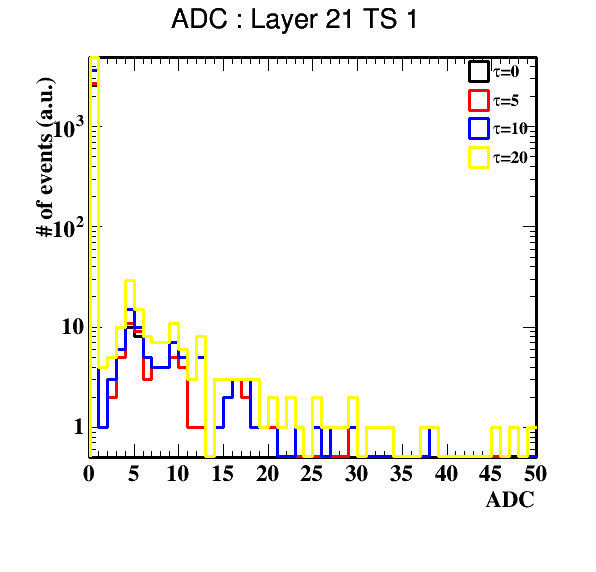 ADC : Layer 21 TS 1
# of events (a.u.)
10³
10²
10
1
τ=0
τ=5
τ=10
τ=20
0 5 10 15 20 25 30 35 40 45 50
ADC